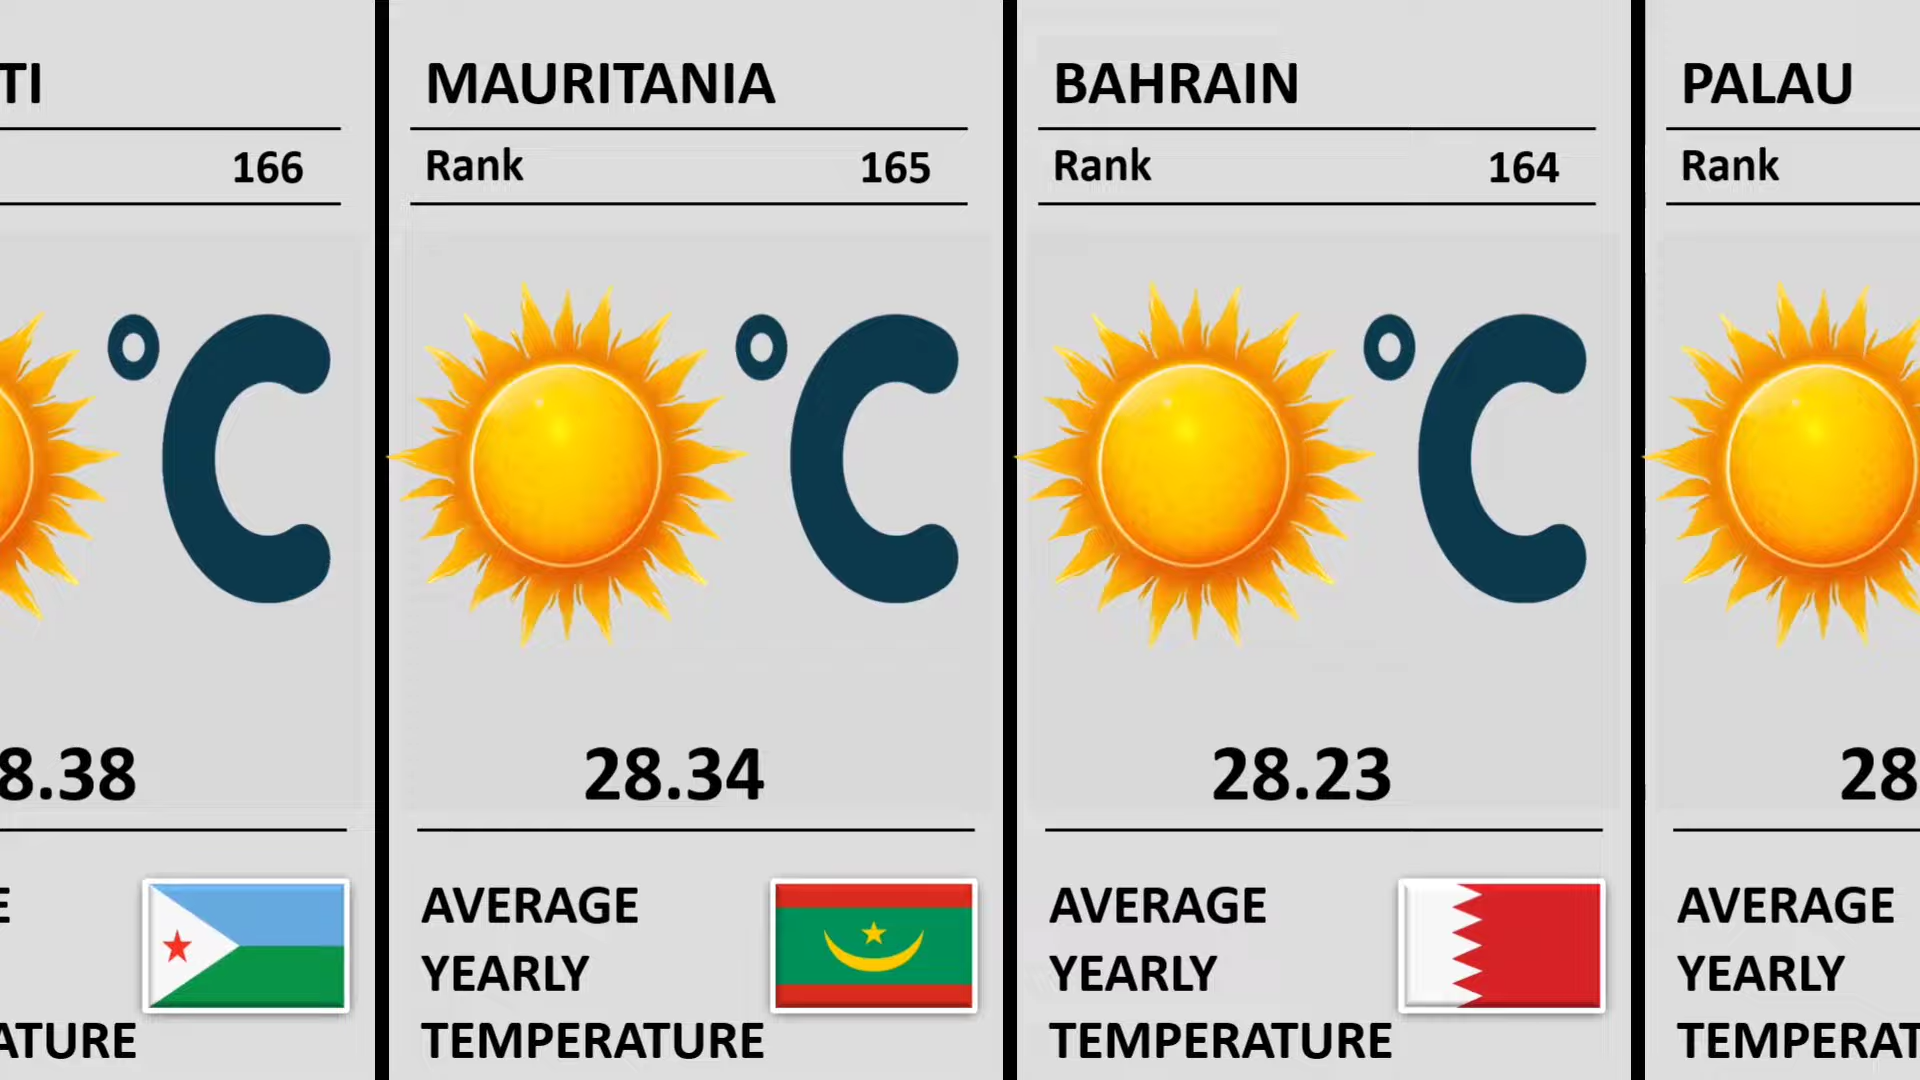 TI
166
°C
8.38
E
ATURE
MAURITANIA
Rank 165
°C
28.34
AVERAGE
YEARLY
TEMPERATURE
BAHRAIN
Rank 164
°C
28.23
AVERAGE
YEARLY
TEMPERATURE
PALAU
Rank
28
AVERAGE
YEARLY
TEMPERAT